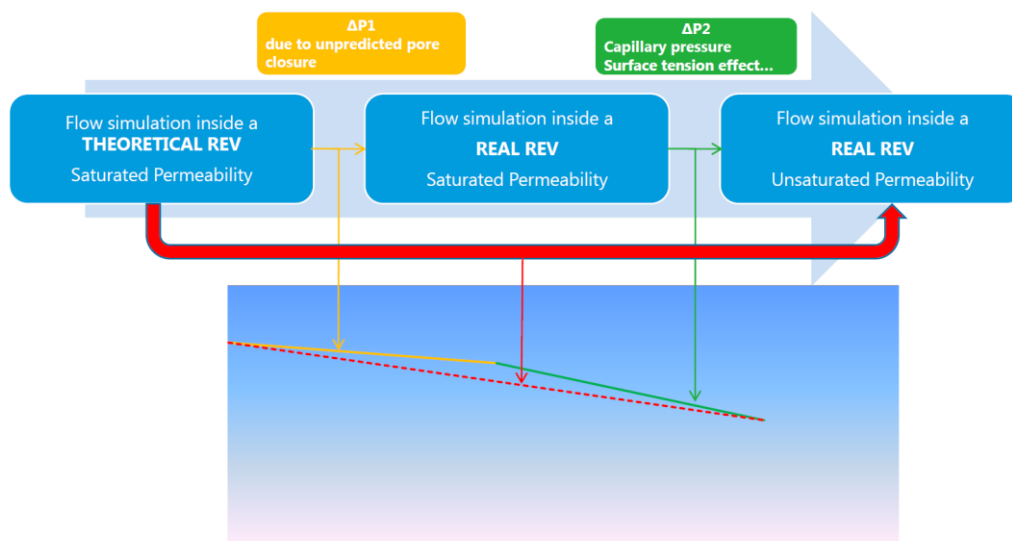 ΔP1
due to unpredicted pore
closure
ΔP2
Capillary pressure
Surface tension effect...
Flow simulation inside a
THEORETICAL REV
Saturated Permeability
Flow simulation inside a
REAL REV
Saturated Permeability
Flow simulation inside a
REAL REV
Unsaturated Permeability